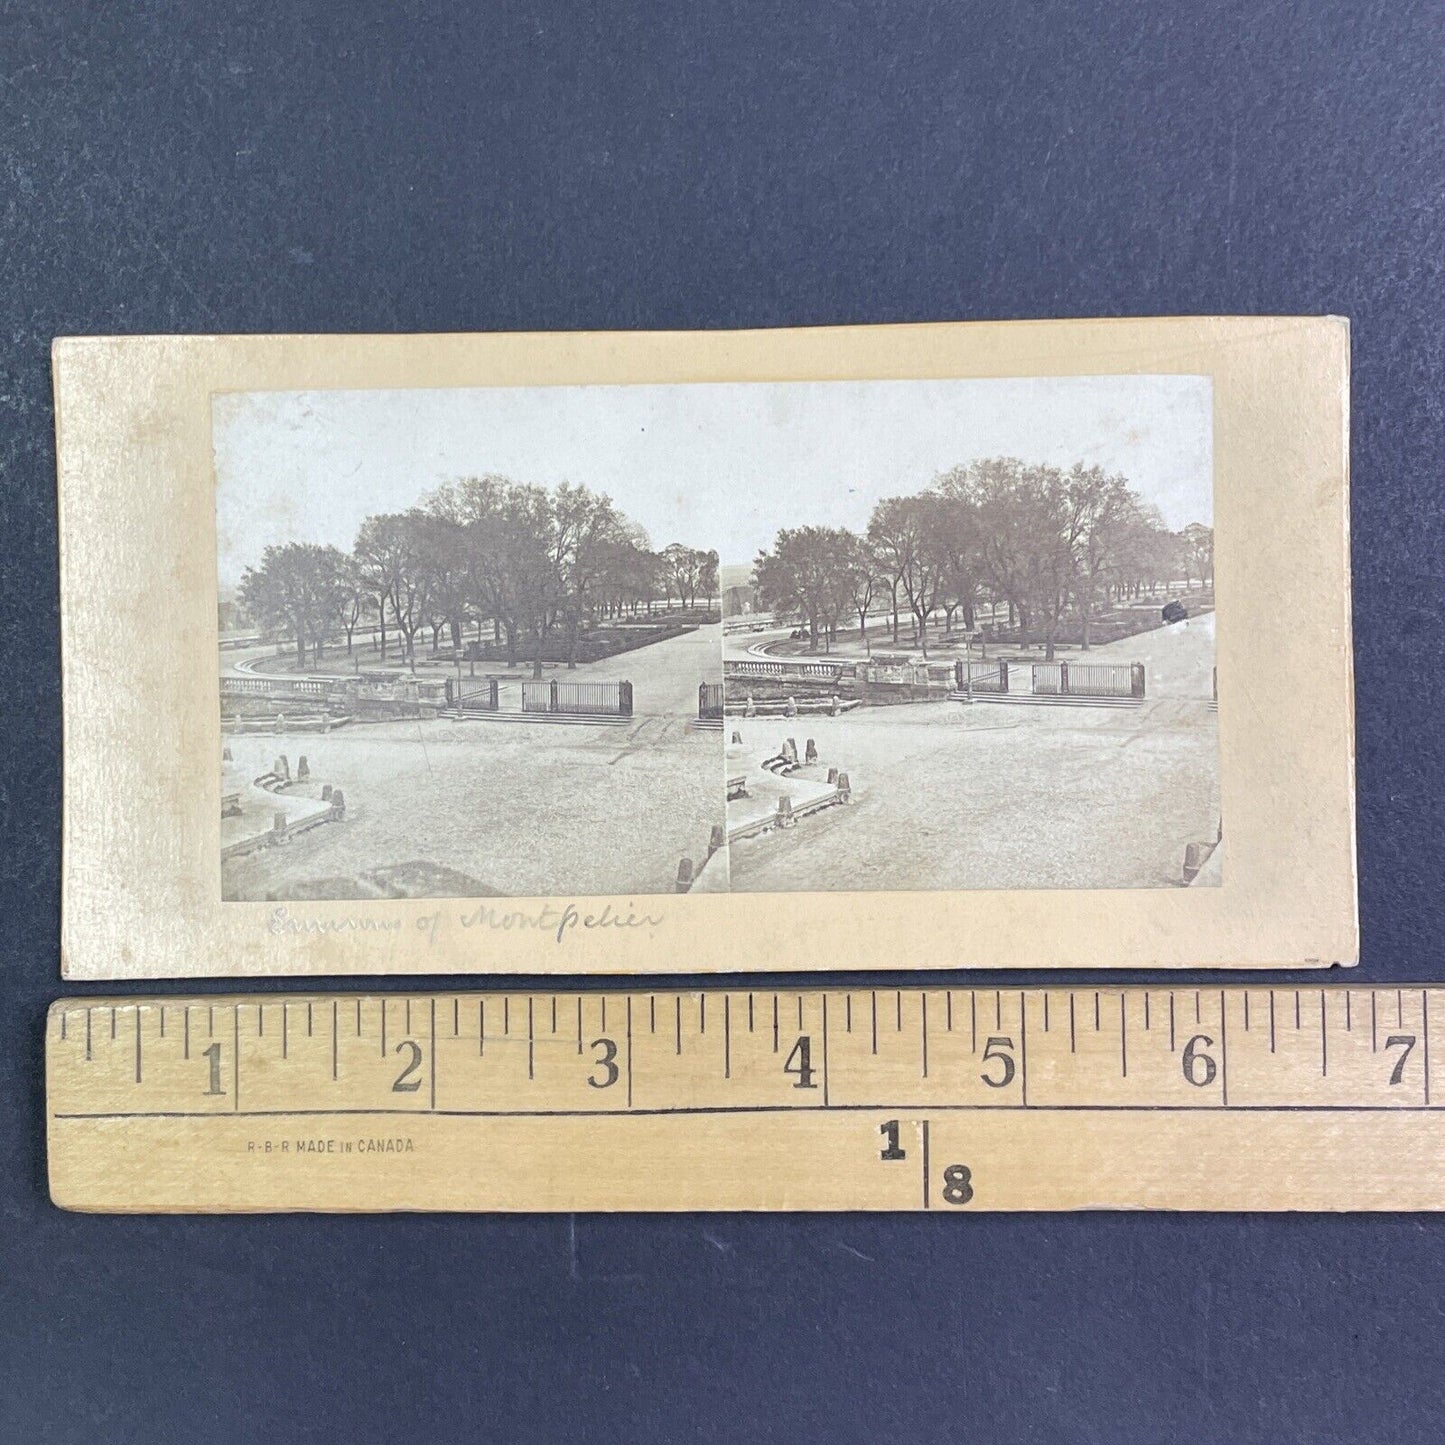 Environs of Montpelier
1 2 3 4 5 6 7
R-B-R MADE IN CANADA
1 8